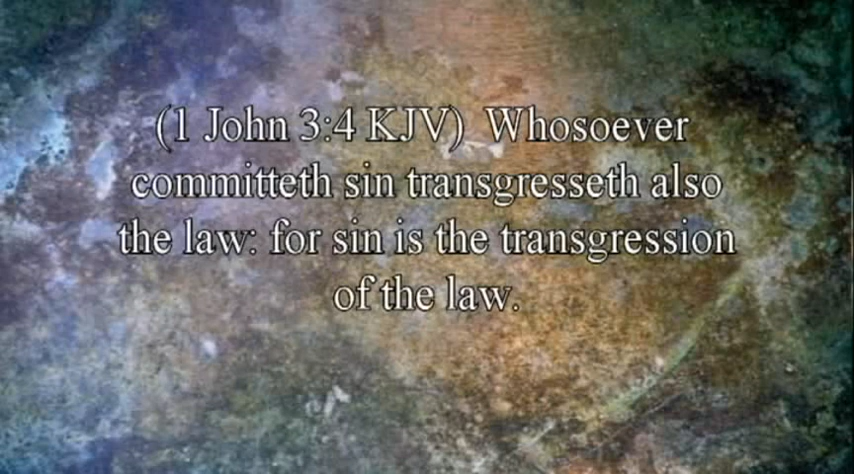 (1 John 3:4 KJV) Whosoever
committeth sin transgresseth also
the law: for sin is the transgression
of the law.